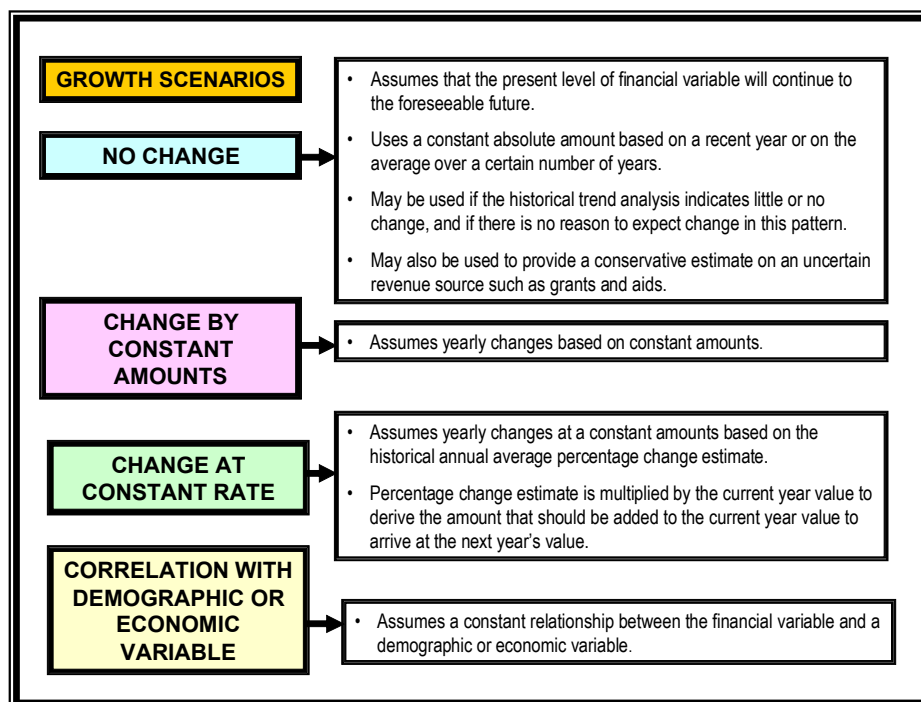 GROWTH SCENARIOS
NO CHANGE
• Assumes that the present level of financial variable will continue to
the foreseeable future.
• Uses a constant absolute amount based on a recent year or on the
average over a certain number of years.
• May be used if the historical trend analysis indicates little or no
change, and if there is no reason to expect change in this pattern.
• May also be used to provide a conservative estimate on an uncertain
revenue source such as grants and aids.
CHANGE BY
CONSTANT
AMOUNTS
• Assumes yearly changes based on constant amounts.
CHANGE AT
CONSTANT RATE
• Assumes yearly changes at a constant amounts based on the
historical annual average percentage change estimate.
• Percentage change estimate is multiplied by the current year value to
derive the amount that should be added to the current year value to
arrive at the next year’s value.
CORRELATION WITH
DEMOGRAPHIC OR
ECONOMIC
VARIABLE
• Assumes a constant relationship between the financial variable and a
demographic or economic variable.